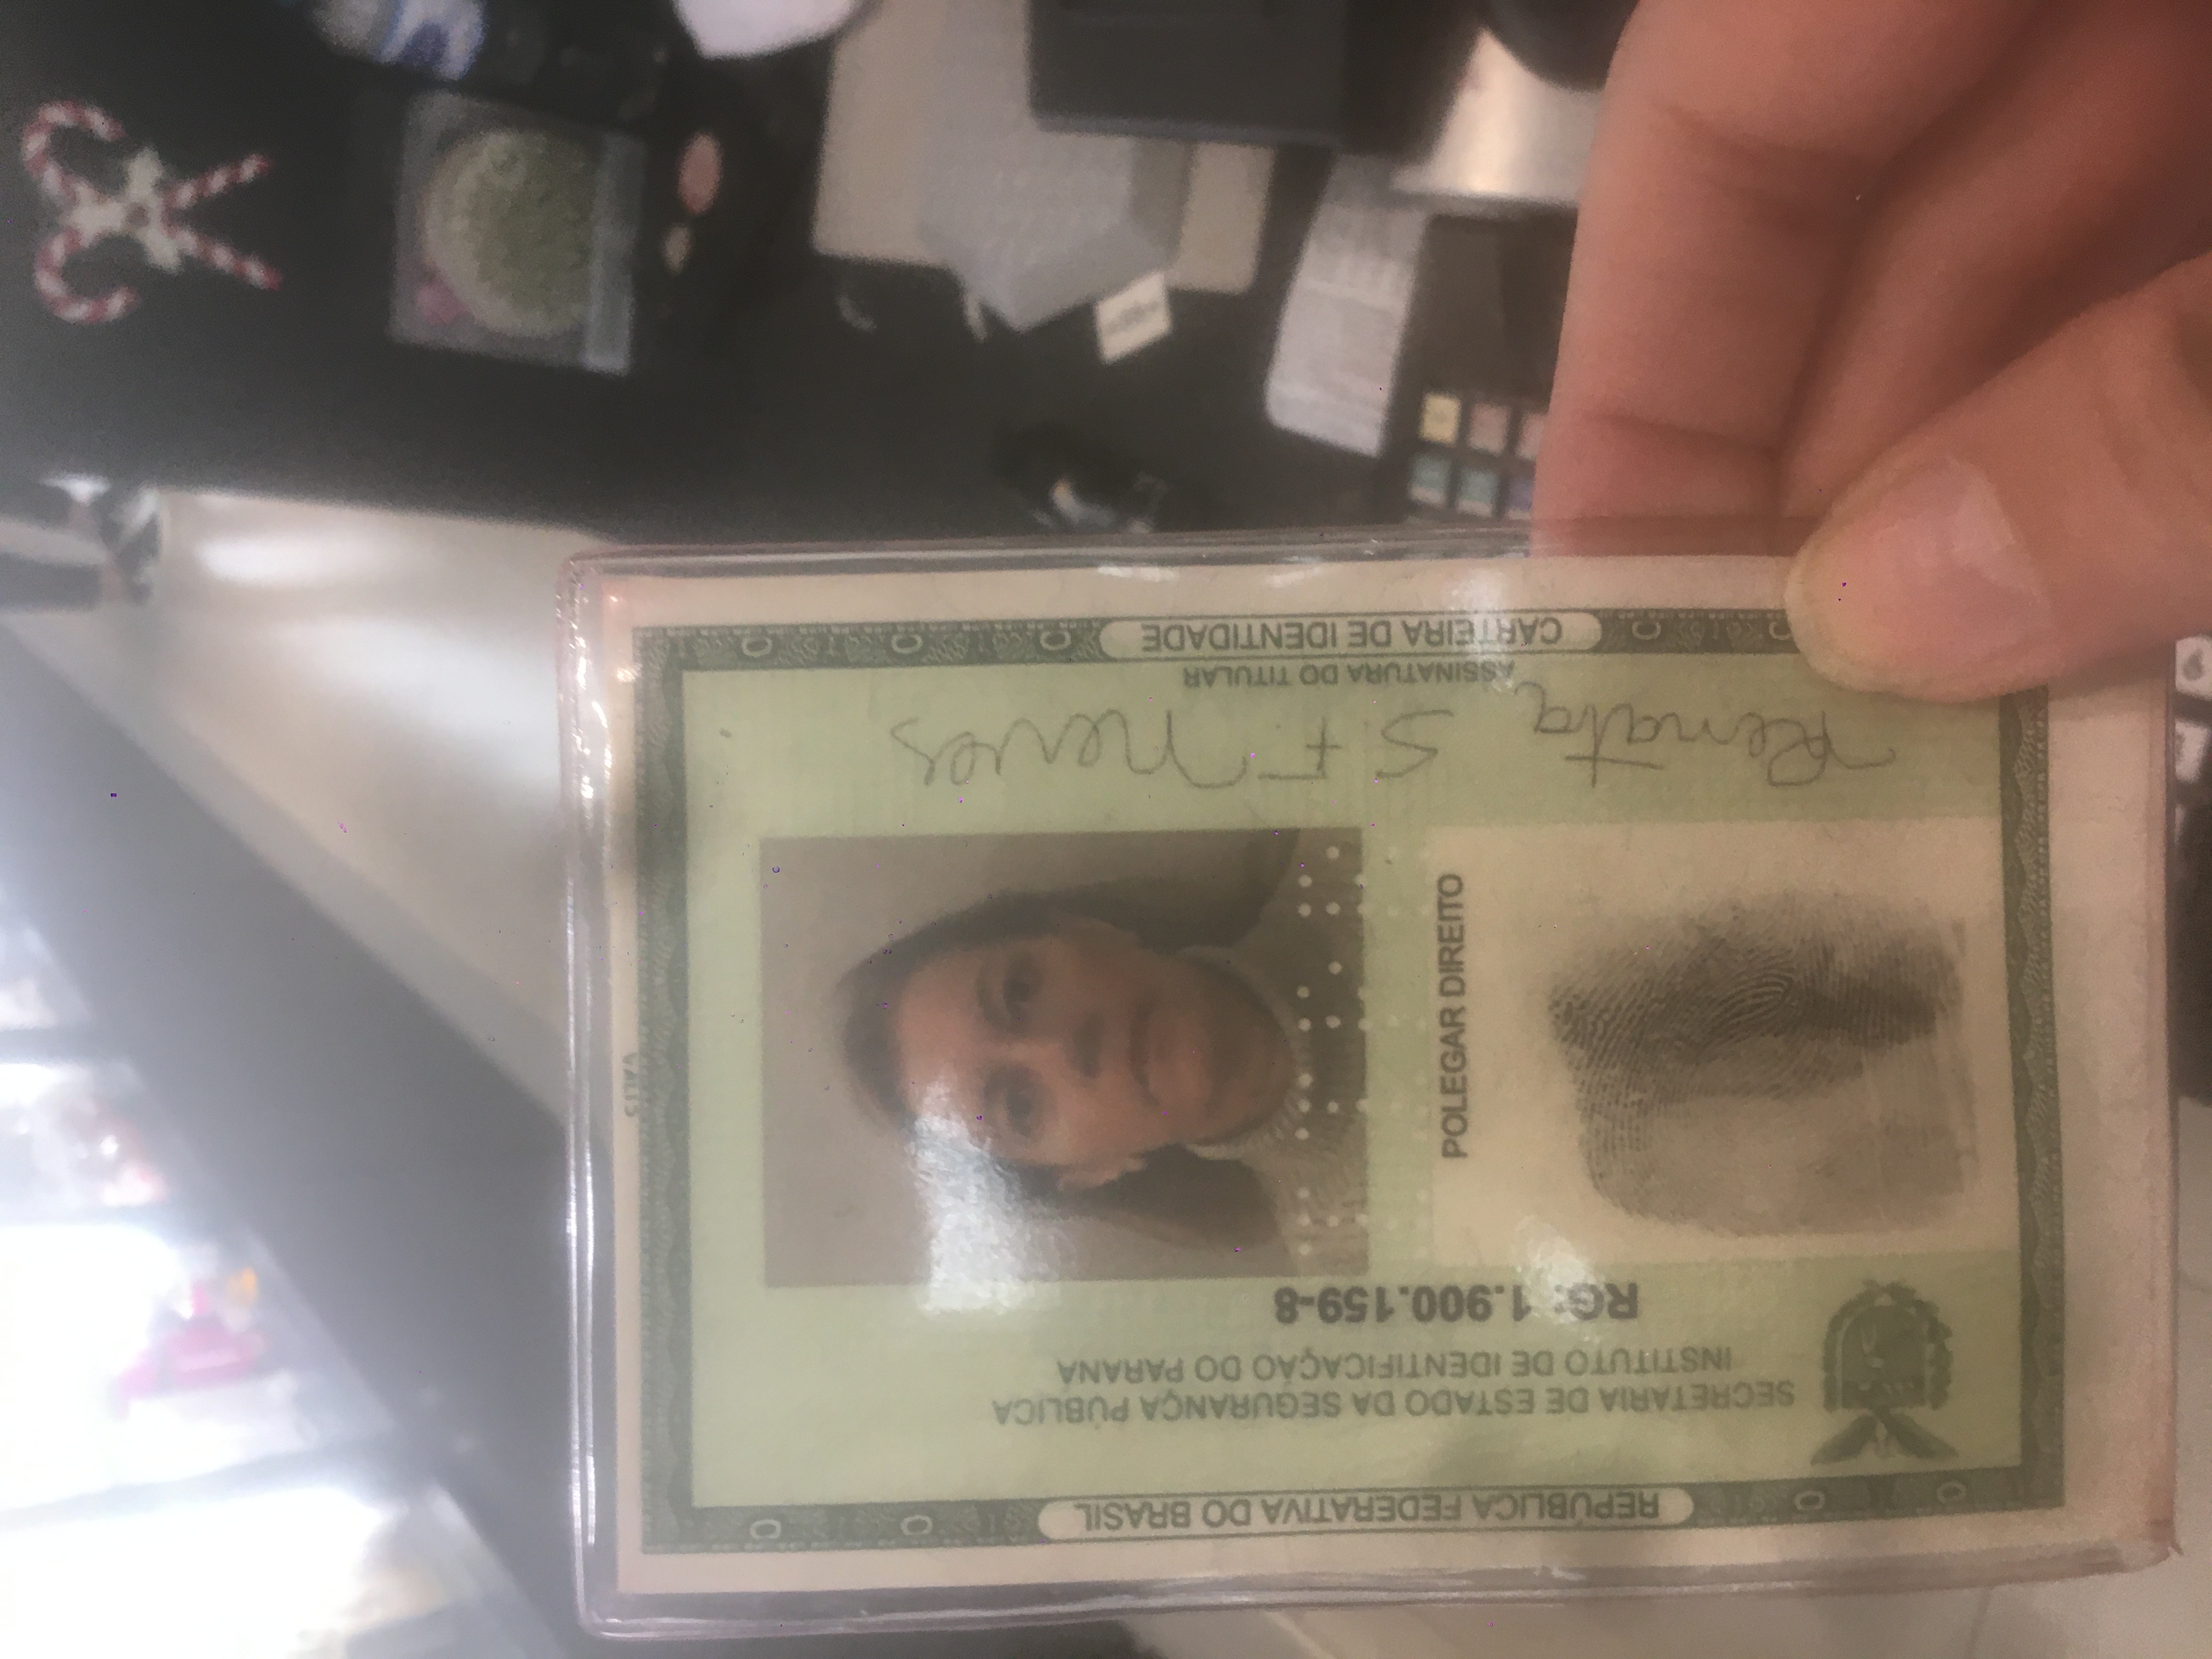 REPÚBLICA FEDERATIVA DO BRASIL
SECRETARIA DE ESTADO DA SEGURANÇA PÚBLICA
INSTITUTO DE IDENTIFICAÇÃO DO PARANÁ
RG: 1.900.159-8
POLEGAR DIREITO
Renata S. F Neves
ASSINATURA DO TITULAR
CARTEIRA DE IDENTIDADE